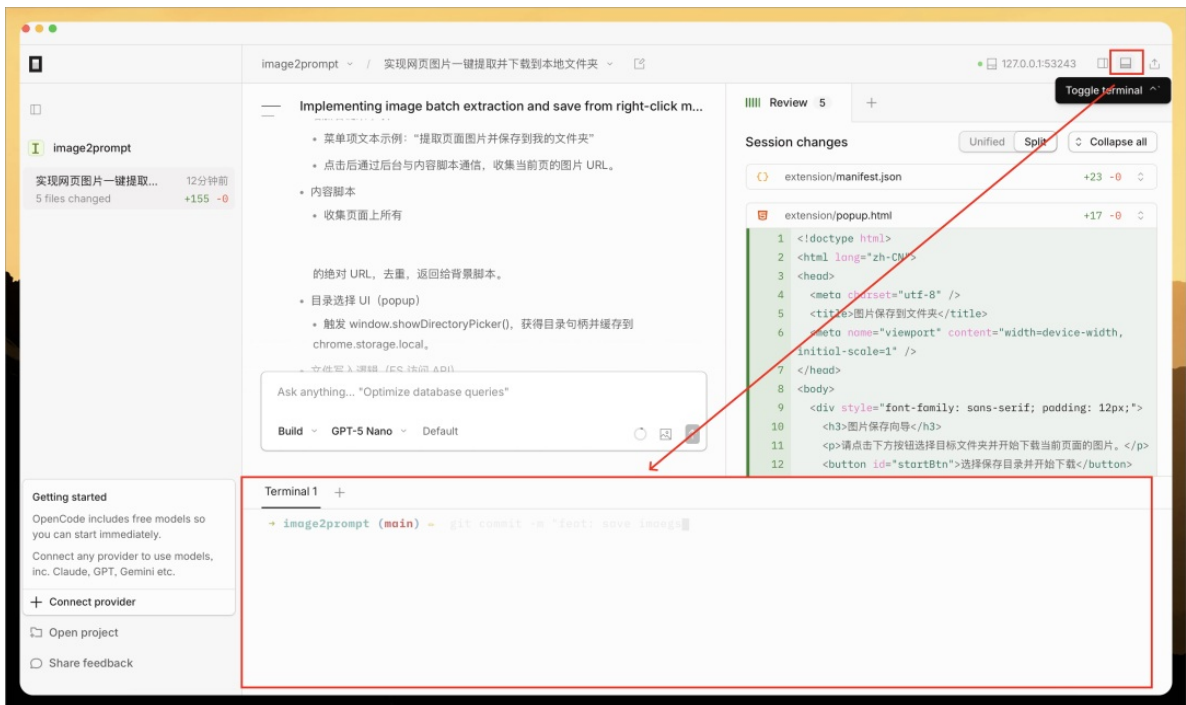 image2prompt / 实现网页图片一键提取并下载到本地文件夹
127.0.0.1:53243
Toggle terminal ^`
I image2prompt
实现网页图片一键提取... 12分钟前
5 files changed +155 -0
Getting started
OpenCode includes free models so
you can start immediately.
Connect any provider to use models,
inc. Claude, GPT, Gemini etc.
+ Connect provider
Open project
Share feedback
Implementing image batch extraction and save from right-click m...
• 菜单项文本示例:“提取页面图片并保存到我的文件夹”
• 点击后通过后台与内容脚本通信，收集当前页的图片 URL。
• 内容脚本
• 收集页面上所有
的绝对 URL，去重，返回给背景脚本。
• 目录选择 UI（popup）
• 触发 window.showDirectoryPicker()，获得目录句柄并缓存到
chrome.storage.local。
• 文件写入逻辑（FS 访问 API）
Ask anything... "Optimize database queries"
Build GPT-5 Nano Default
Review 5 +
Session changes Unified Split Collapse all
{} extension/manifest.json +23 -0
extension/popup.html +17 -0
1 <!doctype html>
2 <html lang="zh-CN">
3 <head>
4 <meta charset="utf-8" />
5 <title>图片保存到文件夹</title>
6 <meta name="viewport" content="width=device-width,
initial-scale=1" />
7 </head>
8 <body>
9 <div style="font-family: sans-serif; padding: 12px;">
10 <h3>图片保存向导</h3>
11 <p>请点击下方按钮选择目标文件夹并开始下载当前页面的图片。</p>
12 <button id="startBtn">选择保存目录并开始下载</button>
Terminal 1 +
→ image2prompt (main) ~ git commit -m "feat: save